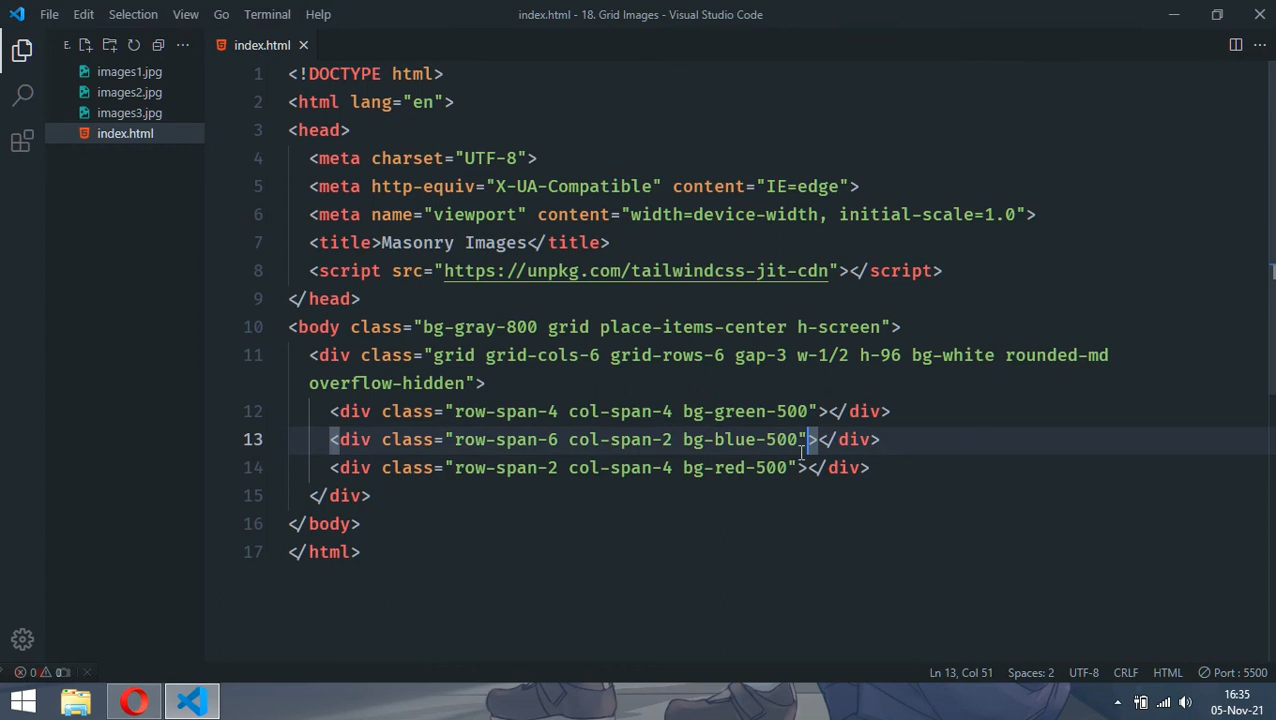 File Edit Selection View Go Terminal Help
index.html - 18. Grid Images - Visual Studio Code
E.
index.html
images1.jpg
images2.jpg
images3.jpg
index.html
1 <!DOCTYPE html>
2 <html lang="en">
3 <head>
4 <meta charset="UTF-8">
5 <meta http-equiv="X-UA-Compatible" content="IE=edge">
6 <meta name="viewport" content="width=device-width, initial-scale=1.0">
7 <title>Masonry Images</title>
8 <script src="https://unpkg.com/tailwindcss-jit-cdn"></script>
9 </head>
10 <body class="bg-gray-800 grid place-items-center h-screen">
11 <div class="grid grid-cols-6 grid-rows-6 gap-3 w-1/2 h-96 bg-white rounded-md
overflow-hidden">
12 <div class="row-span-4 col-span-4 bg-green-500"></div>
13 <div class="row-span-6 col-span-2 bg-blue-500"></div>
14 <div class="row-span-2 col-span-4 bg-red-500"></div>
15 </div>
16 </body>
17 </html>
0 0
Ln 13, Col 51 Spaces: 2 UTF-8 CRLF HTML Port : 5500
16:35
05-Nov-21